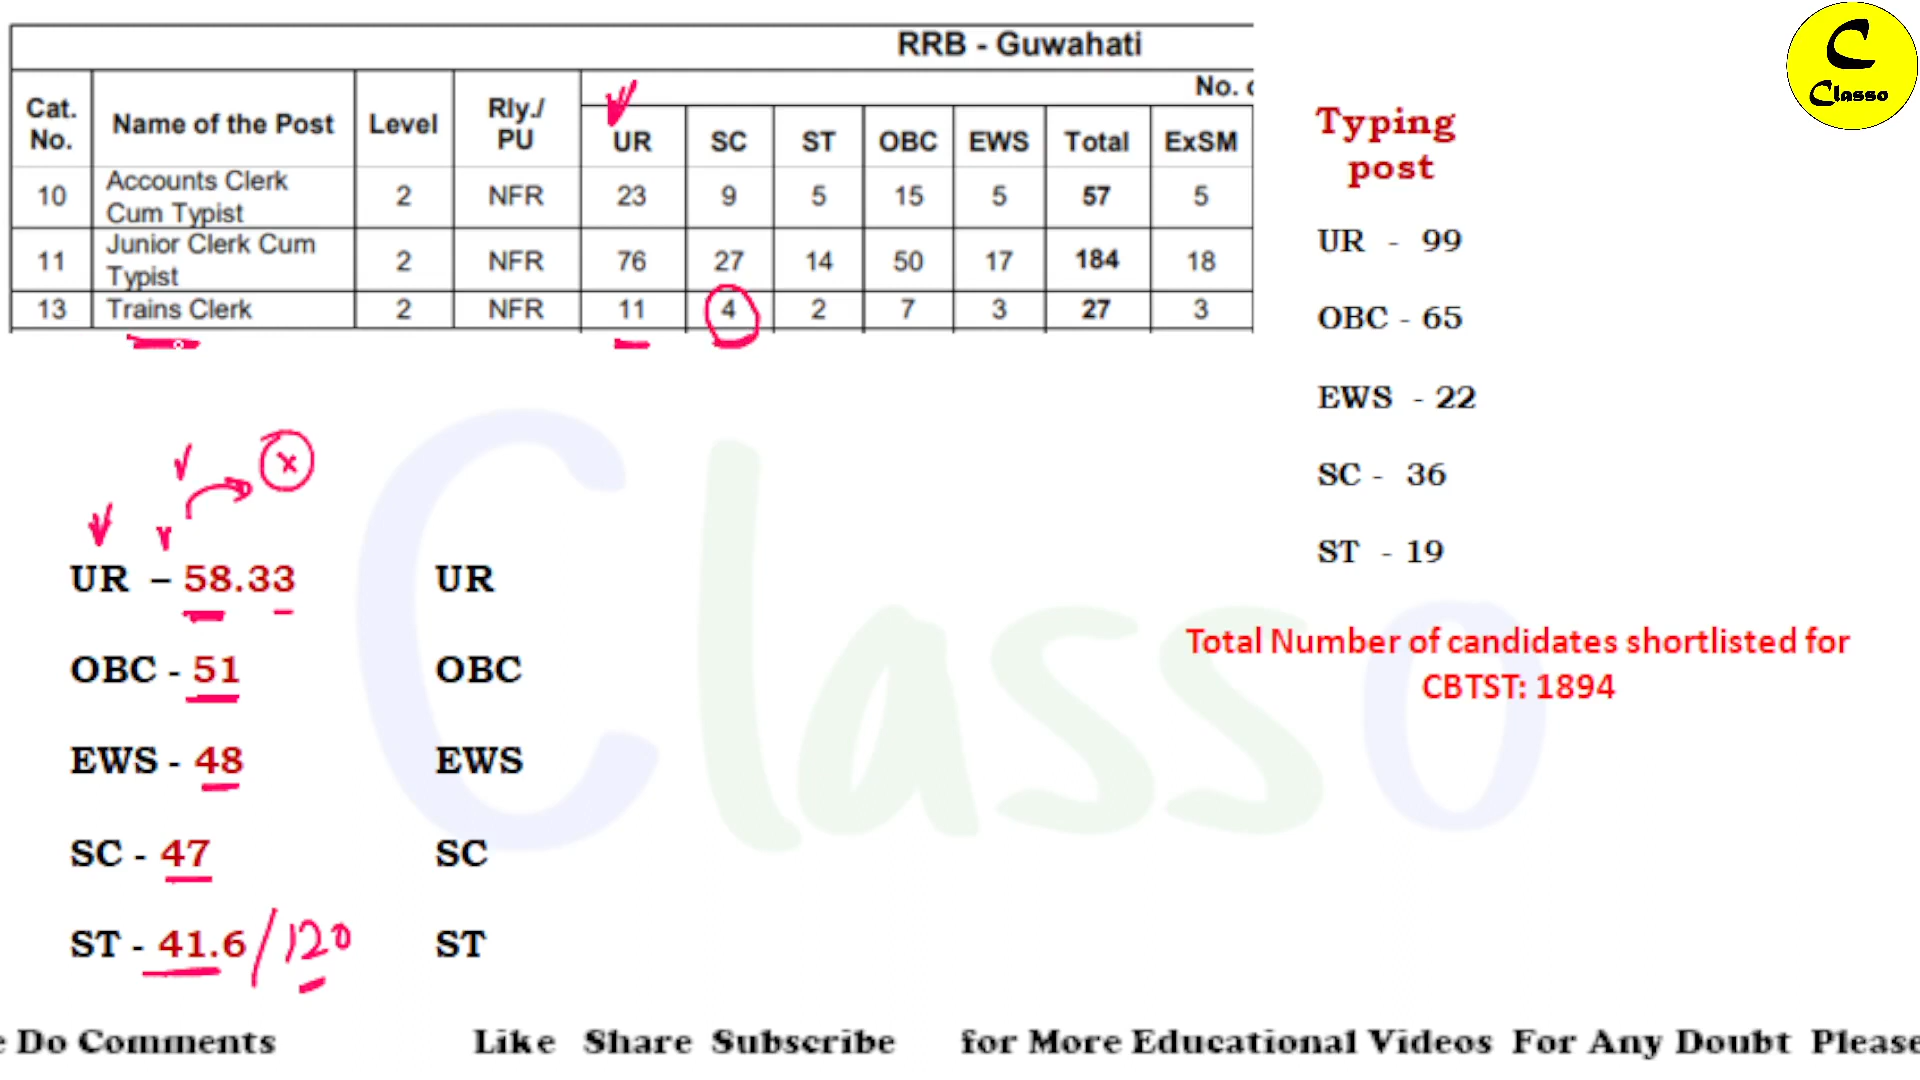 RRB - Guwahati
No.
Cat. No. Name of the Post Level Rly./ PU UR SC ST OBC EWS Total ExSM
10 Accounts Clerk Cum Typist 2 NFR 23 9 5 15 5 57 5
11 Junior Clerk Cum Typist 2 NFR 76 27 14 50 17 184 18
13 Trains Clerk 2 NFR 11 4 2 7 3 27 3
C
Classo
Typing
post
UR - 99
OBC - 65
EWS - 22
SC - 36
ST - 19
Total Number of candidates shortlisted for
CBTST: 1894
UR – 58.33 UR
OBC - 51 OBC
EWS - 48 EWS
SC - 47 SC
ST - 41.6 /120 ST
Classo
e Do Comments Like Share Subscribe for More Educational Videos For Any Doubt Please